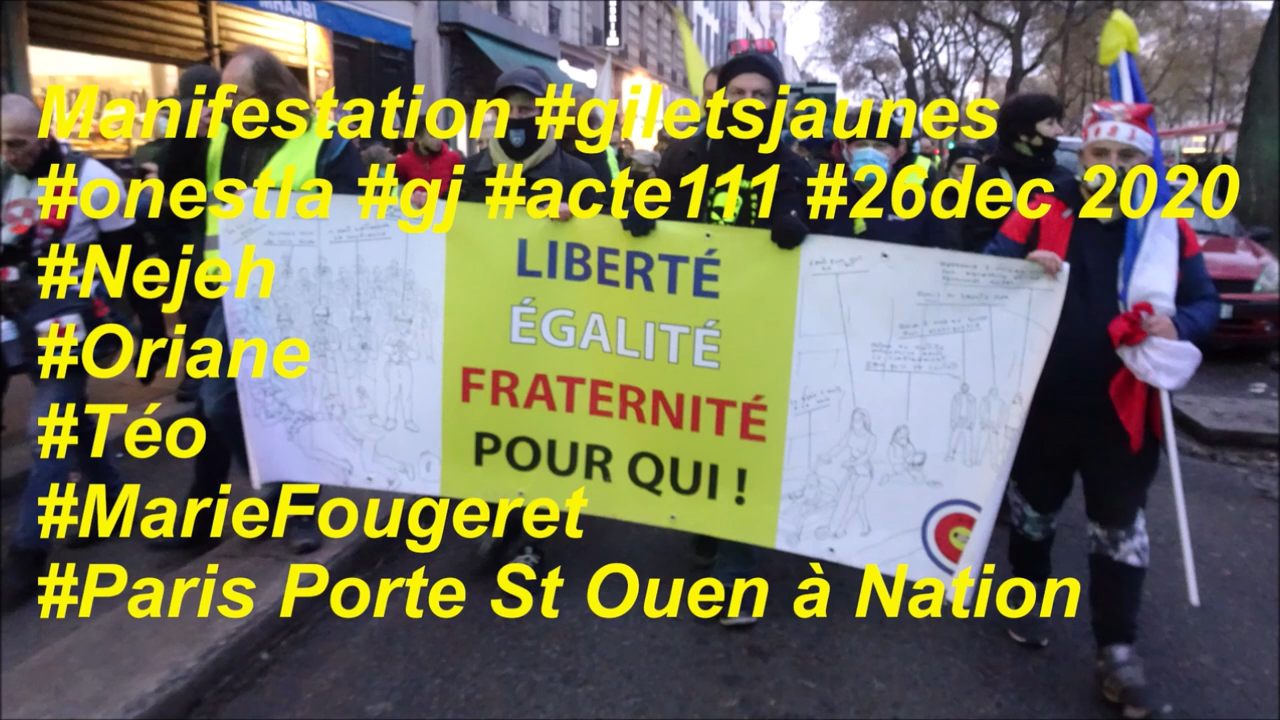 MHAJBI
Manifestation #giletsjaunes
#onestla #gj #acte111 #26dec 2020
#Nejeh
#Oriane
#Téo
#MarieFougeret
#Paris Porte St Ouen à Nation
LIBERTÉ
ÉGALITÉ
FRATERNITÉ
POUR QUI !